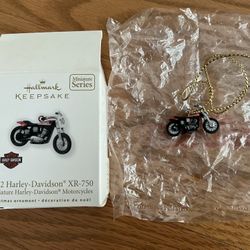 Hallmark
KEEPSAKE
Miniature
Series
HARLEY-DAVIDSON
2 Harley-Davidson® XR-750
ature Harley-Davidson® Motorcycles
stmas ornament • décoration de noël